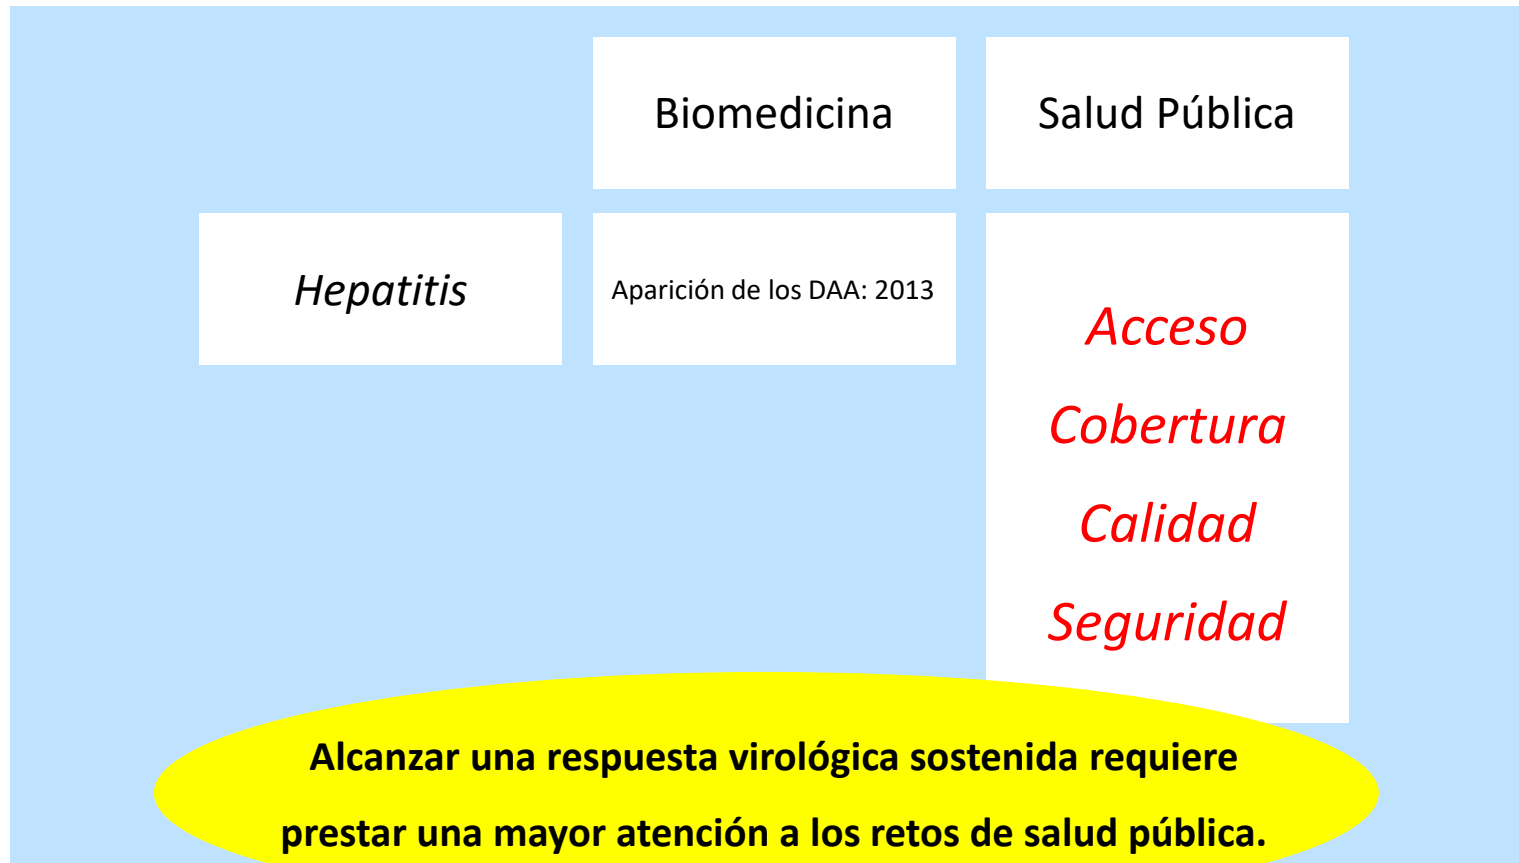 Biomedicina
Salud Pública
Hepatitis
Aparición de los DAA: 2013
Acceso
Cobertura
Calidad
Seguridad
Alcanzar una respuesta virológica sostenida requiere
prestar una mayor atención a los retos de salud pública.